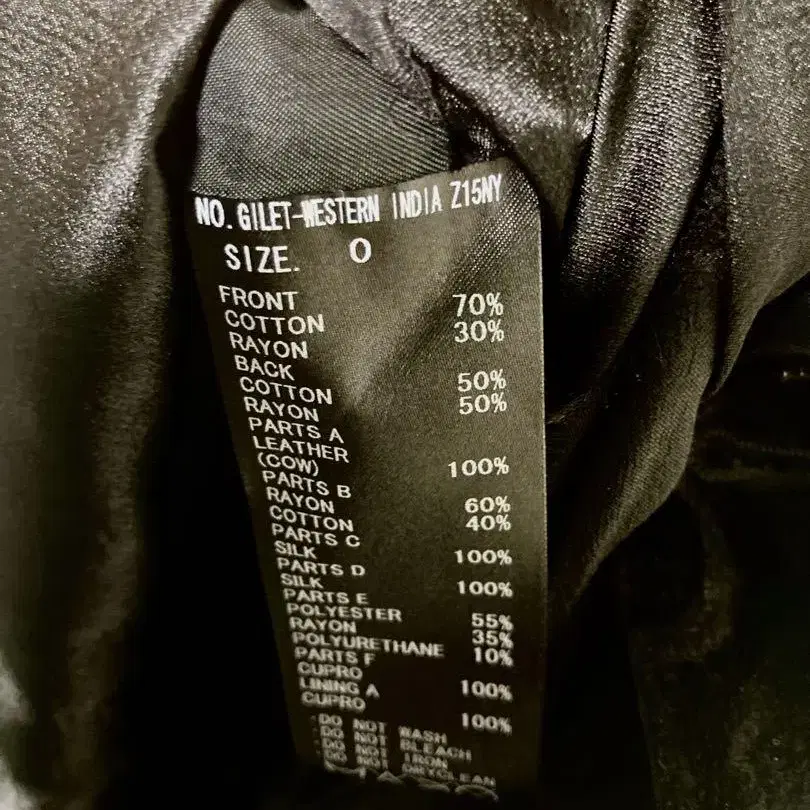 NO. GILET-WESTERN INDIA Z15NY
SIZE. 0
FRONT
COTTON 70%
RAYON 30%
BACK
COTTON 50%
RAYON 50%
PARTS A
LEATHER
(COW) 100%
PARTS B
RAYON 60%
COTTON 40%
PARTS C
SILK 100%
PARTS D
SILK 100%
PARTS E
POLYESTER 55%
RAYON 35%
POLYURETHANE 10%
PARTS F
CUPRO 100%
LINING A
CUPRO 100%
·DO NOT WASH
·DO NOT BLEACH
·DO NOT IRON
·DO NOT DRYCLEAN